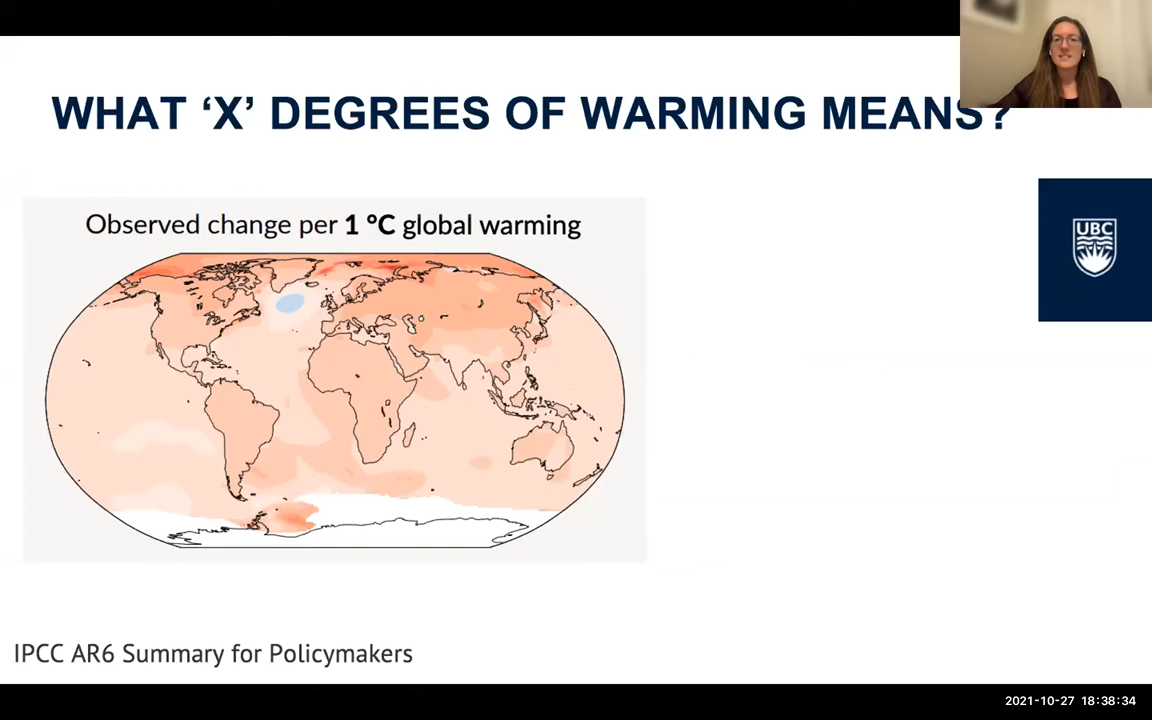 WHAT ‘X’ DEGREES OF WARMING MEANS?
Observed change per 1 °C global warming
UBC
IPCC AR6 Summary for Policymakers
2021-10-27 18:38:34